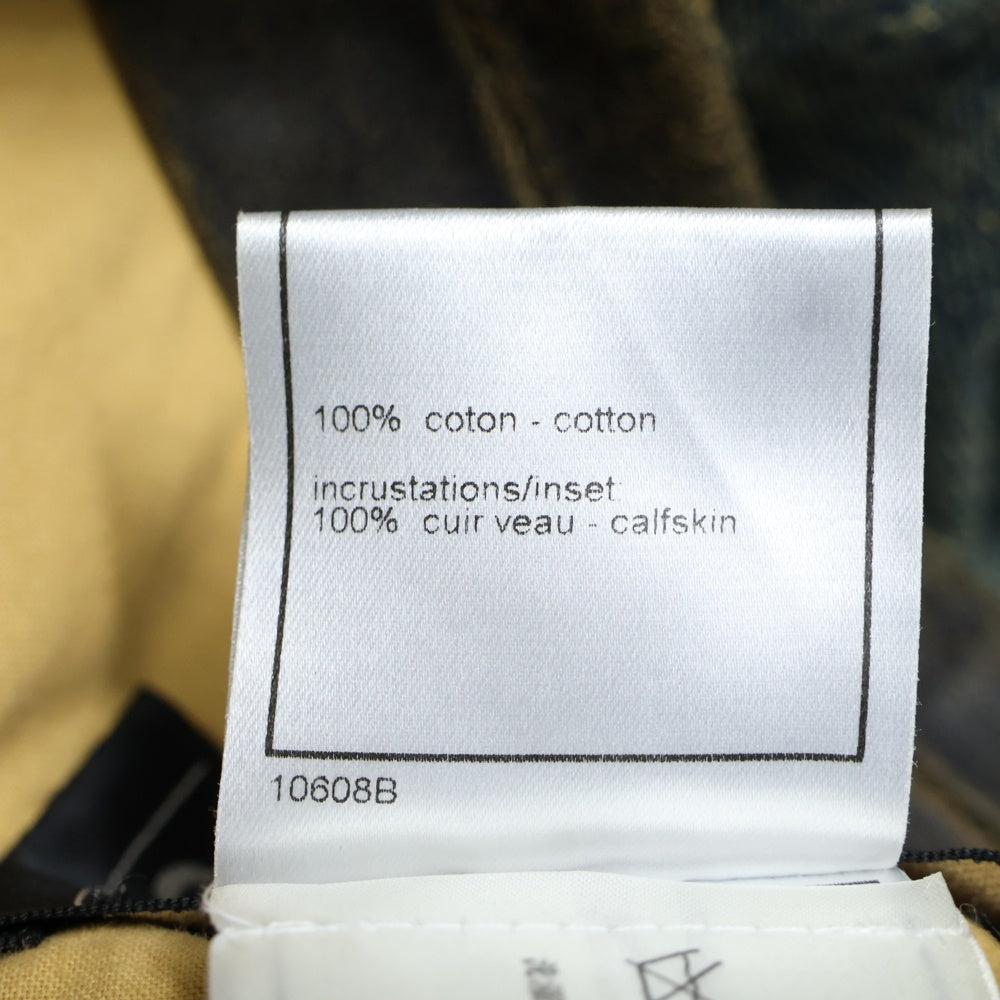 100% coton - cotton
incrustations/inset:
100% cuir veau - calfskin
10608B